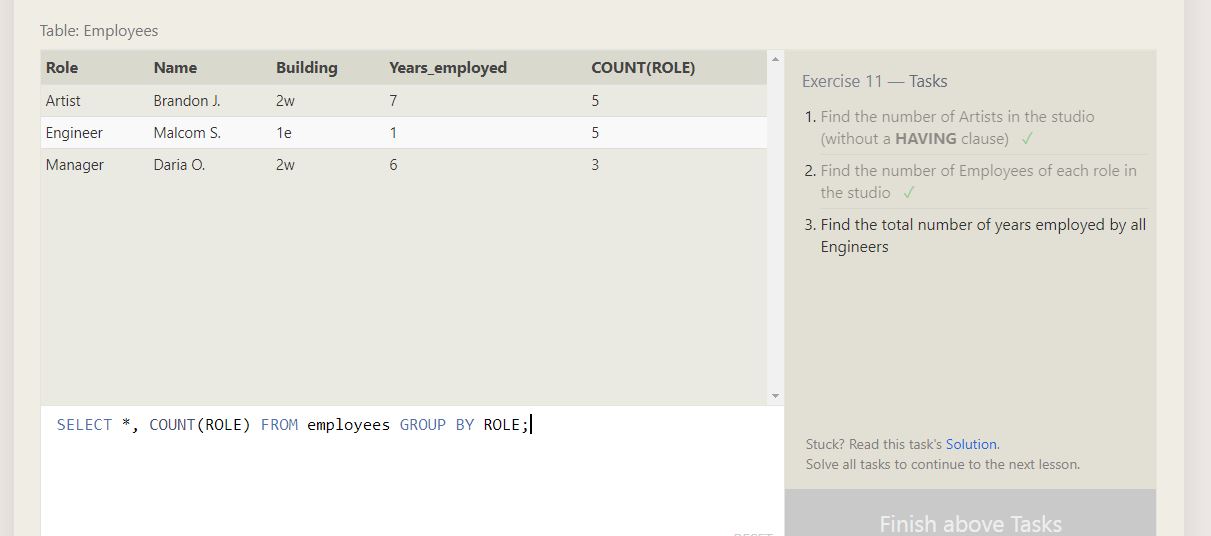 Table: Employees
Role Name Building Years_employed COUNT(ROLE)
Artist Brandon J. 2w 7 5
Engineer Malcom S. 1e 1 5
Manager Daria O. 2w 6 3
SELECT *, COUNT(ROLE) FROM employees GROUP BY ROLE;
Exercise 11 — Tasks
1. Find the number of Artists in the studio
(without a HAVING clause) ✓
2. Find the number of Employees of each role in
the studio ✓
3. Find the total number of years employed by all
Engineers
Stuck? Read this task's Solution.
Solve all tasks to continue to the next lesson.
Finish above Tasks